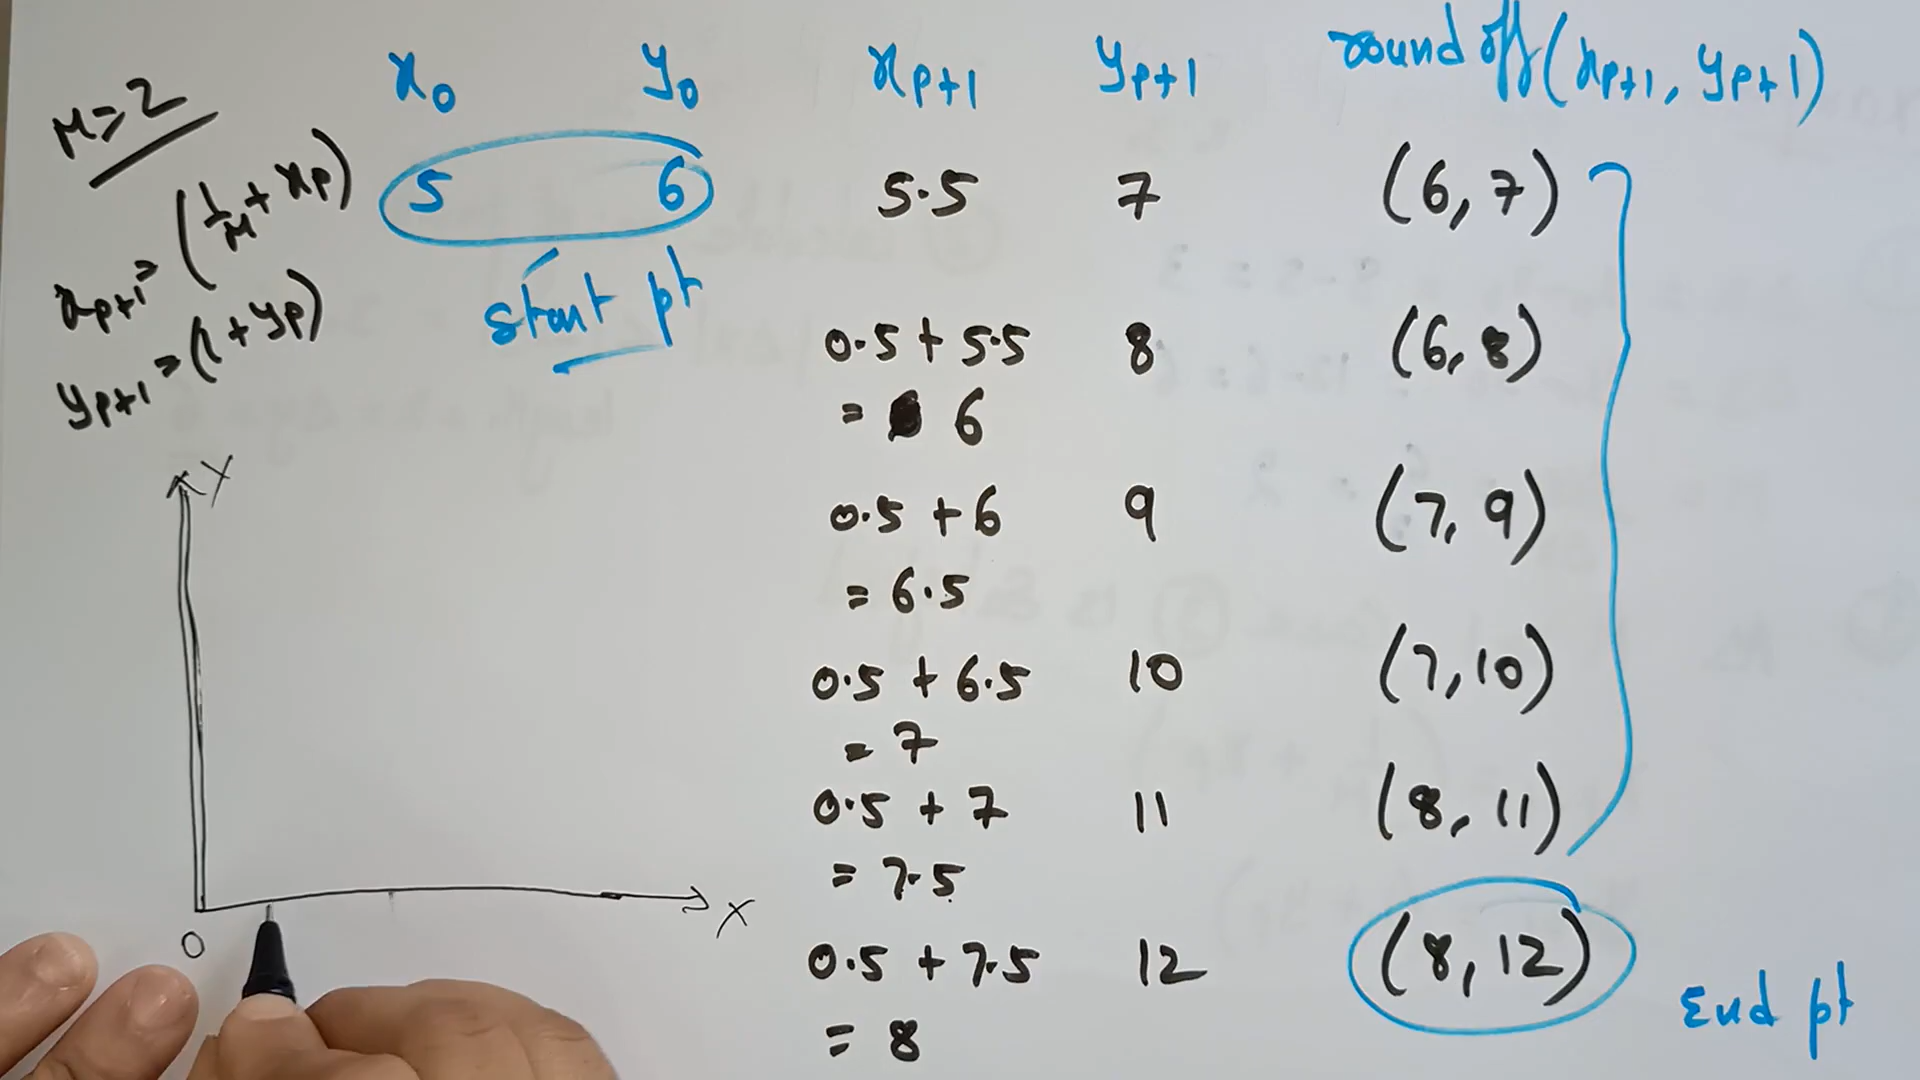 x₀ y₀ xₚ₊₁ yₚ₊₁ round off(xₚ₊₁, yₚ₊₁)
M=2
5 6 5.5 7 (6,7)
xₚ₊₁=(1/M+xₚ)
start pt
yₚ₊₁=(1+yₚ)
0.5+5.5 8 (6,8)
= 6
0.5+6 9 (7,9)
= 6.5
0.5+6.5 10 (7,10)
= 7
0.5+7 11 (8,11)
= 7.5
0.5+7.5 12 (8,12)
= 8
End pt
Y
X
0